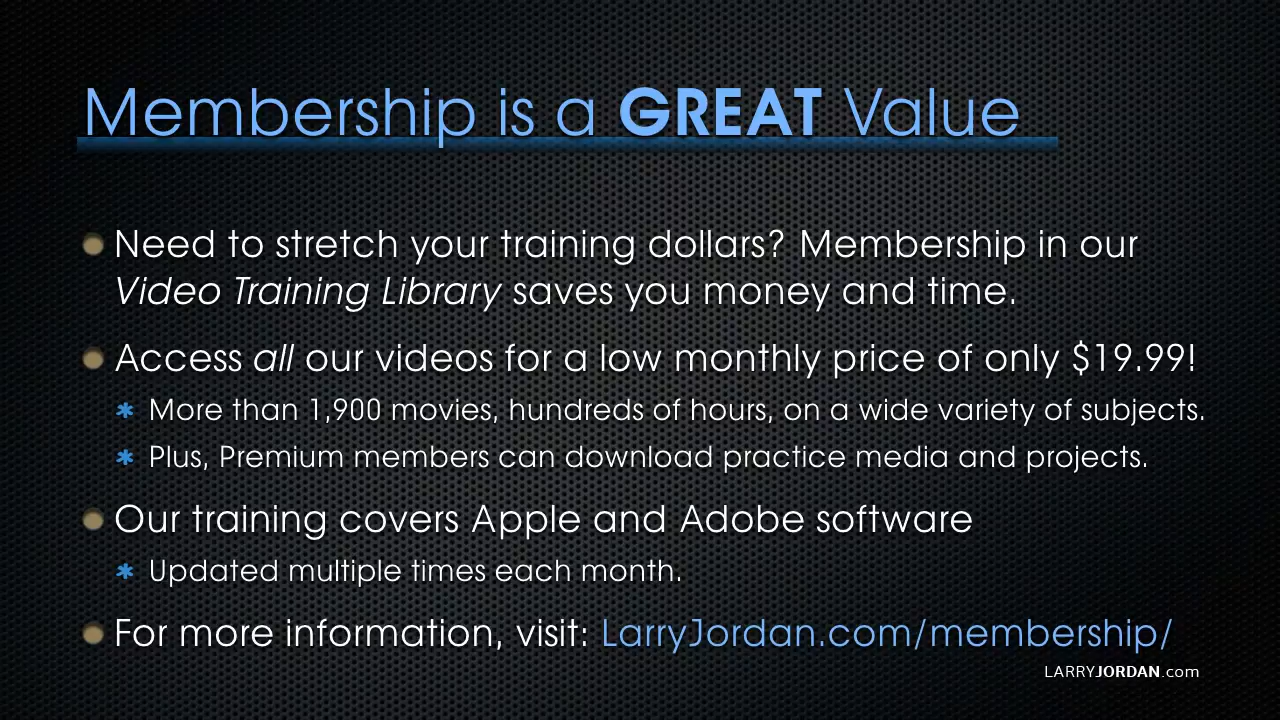 Membership is a GREAT Value
Need to stretch your training dollars? Membership in our
Video Training Library saves you money and time.
Access all our videos for a low monthly price of only $19.99!
More than 1,900 movies, hundreds of hours, on a wide variety of subjects.
Plus, Premium members can download practice media and projects.
Our training covers Apple and Adobe software
Updated multiple times each month.
For more information, visit: LarryJordan.com/membership/
LARRYJORDAN.com